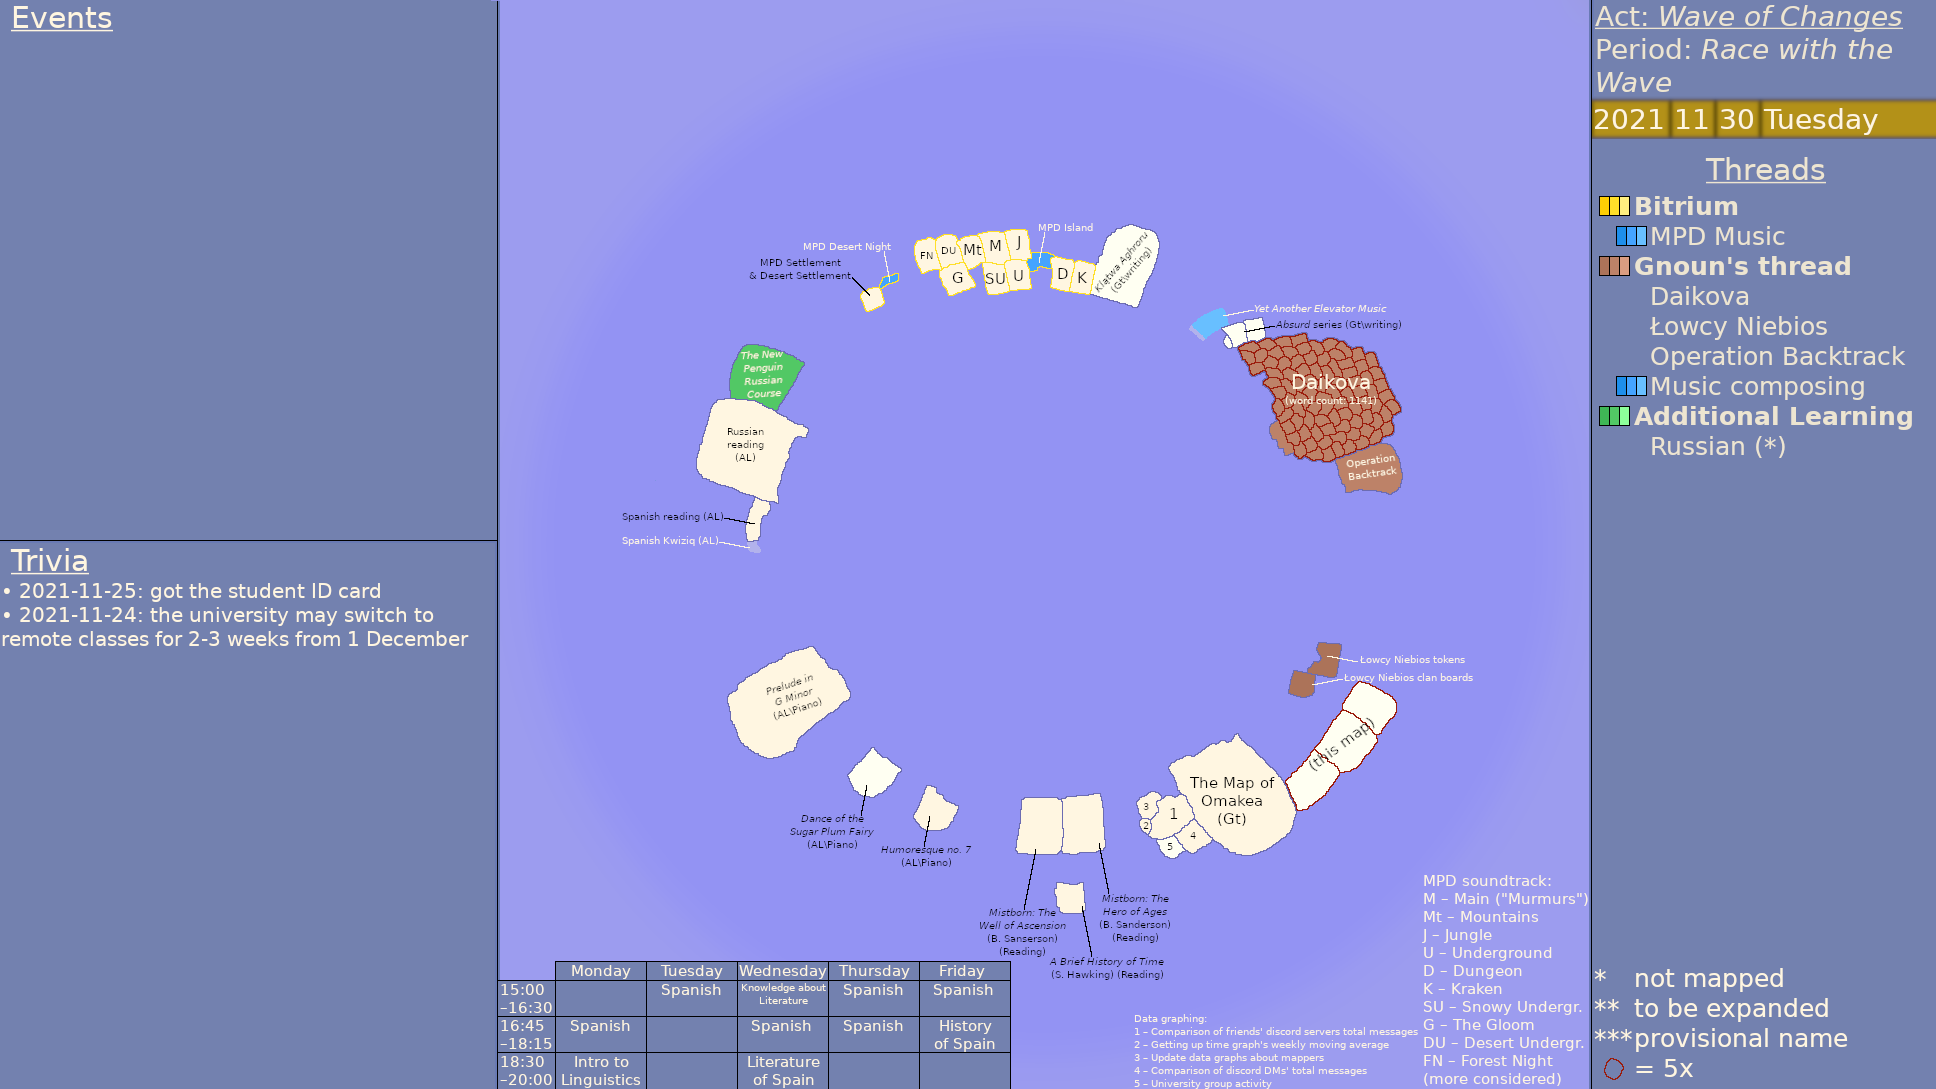 Events
Trivia
• 2021-11-25: got the student ID card
• 2021-11-24: the university may switch to
remote classes for 2-3 weeks from 1 December
MPD Desert Night
MPD Settlement
& Desert Settlement
FN
DU
Mt
M
J
G
SU
U
MPD Island
D
K
Klątwa Aghroru
(Gt\writing)
Yet Another Elevator Music
Absurd series (Gt\writing)
Daikova
(word count: 1141)
Operation
Backtrack
The New
Penguin
Russian
Course
Russian
reading
(AL)
Spanish reading (AL)
Spanish Kwiziq (AL)
Prelude in
G Minor
(AL\Piano)
Dance of the
Sugar Plum Fairy
(AL\Piano)
Humoresque no. 7
(AL\Piano)
Mistborn: The
Well of Ascension
(B. Sanserson)
(Reading)
Mistborn: The
Hero of Ages
(B. Sanderson)
(Reading)
A Brief History of Time
(S. Hawking) (Reading)
Łowcy Niebios tokens
Łowcy Niebios clan boards
(this map)
The Map of
Omakea
(Gt)
3
1
2
4
5
Monday Tuesday Wednesday Thursday Friday
15:00
–16:30
Spanish
Knowledge about
Literature
Spanish
Spanish
16:45
–18:15
Spanish
Spanish
Spanish
History
of Spain
18:30
–20:00
Intro to
Linguistics
Literature
of Spain
Data graphing:
1 – Comparison of friends' discord servers total messages
2 – Getting up time graph's weekly moving average
3 – Update data graphs about mappers
4 – Comparison of discord DMs' total messages
5 – University group activity
MPD soundtrack:
M – Main ("Murmurs")
Mt – Mountains
J – Jungle
U – Underground
D – Dungeon
K – Kraken
SU – Snowy Undergr.
G – The Gloom
DU – Desert Undergr.
FN – Forest Night
(more considered)
Act: Wave of Changes
Period: Race with the
Wave
2021 11 30 Tuesday
Threads
Bitrium
MPD Music
Gnoun's thread
Daikova
Łowcy Niebios
Operation Backtrack
Music composing
Additional Learning
Russian (*)
* not mapped
** to be expanded
*** provisional name
= 5x